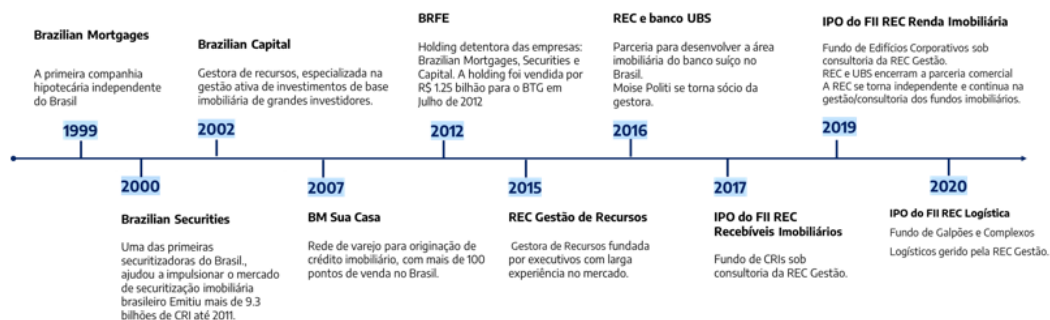 Brazilian Mortgages
A primeira companhia
hipotecária independente
do Brasil
1999
2000
Brazilian Securities
Uma das primeiras
securitizadoras do Brasil.,
ajudou a impulsionar o mercado
de securitização imobiliária
brasileiro Emitiu mais de 9.3
bilhões de CRI até 2011.
Brazilian Capital
Gestora de recursos, especializada na
gestão ativa de investimentos de base
imobiliária de grandes investidores.
2002
2007
BM Sua Casa
Rede de varejo para originação de
crédito imobiliário, com mais de 100
pontos de venda no Brasil.
BRFE
Holding detentora das empresas:
Brazilian Mortgages, Securities e
Capital. A holding foi vendida por
R$ 1.25 bilhão para o BTG em
Julho de 2012
2012
2015
REC Gestão de Recursos
Gestora de Recursos fundada
por executivos com larga
experiência no mercado.
REC e banco UBS
Parceria para desenvolver a área
imobiliária do banco suíço no
Brasil.
Moise Politi se torna sócio da
gestora.
2016
2017
IPO do FII REC
Recebíveis Imobiliários
Fundo de CRIs sob
consultoria da REC Gestão.
IPO do FII REC Renda Imobiliária
Fundo de Edifícios Corporativos sob
consultoria da REC Gestão.
REC e UBS encerram a parceria comercial
A REC se torna independente e continua na
gestão/consultoria dos fundos imobiliários.
2019
2020
IPO do FII REC Logística
Fundo de Galpões e Complexos
Logísticos gerido pela REC Gestão.